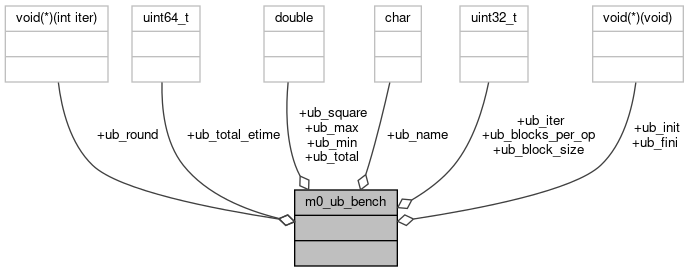 void(*)(int iter)
uint64_t
double
char
uint32_t
void(*)(void)
+ub_round
+ub_total_etime
+ub_square
+ub_max
+ub_min
+ub_total
+ub_name
+ub_iter
+ub_blocks_per_op
+ub_block_size
+ub_init
+ub_fini
m0_ub_bench